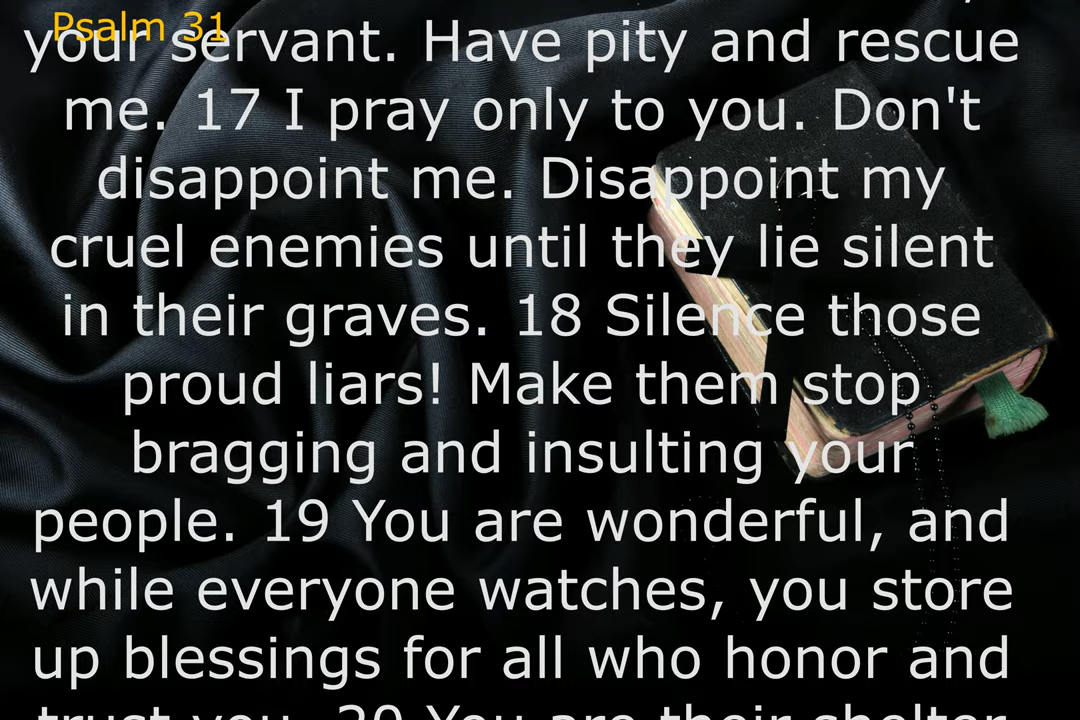 Psalm 31
your servant. Have pity and rescue
me. 17 I pray only to you. Don't
disappoint me. Disappoint my
cruel enemies until they lie silent
in their graves. 18 Silence those
proud liars! Make them stop
bragging and insulting your
people. 19 You are wonderful, and
while everyone watches, you store
up blessings for all who honor and
trust you. 20 You are their shelter